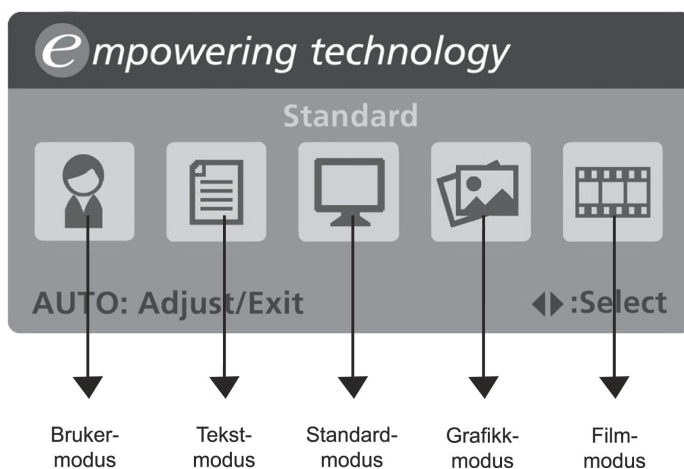 empowering technology
Standard
AUTO: Adjust/Exit ◀▶:Select
Bruker- Tekst- Standard- Grafikk- Film-
modus modus modus modus modus